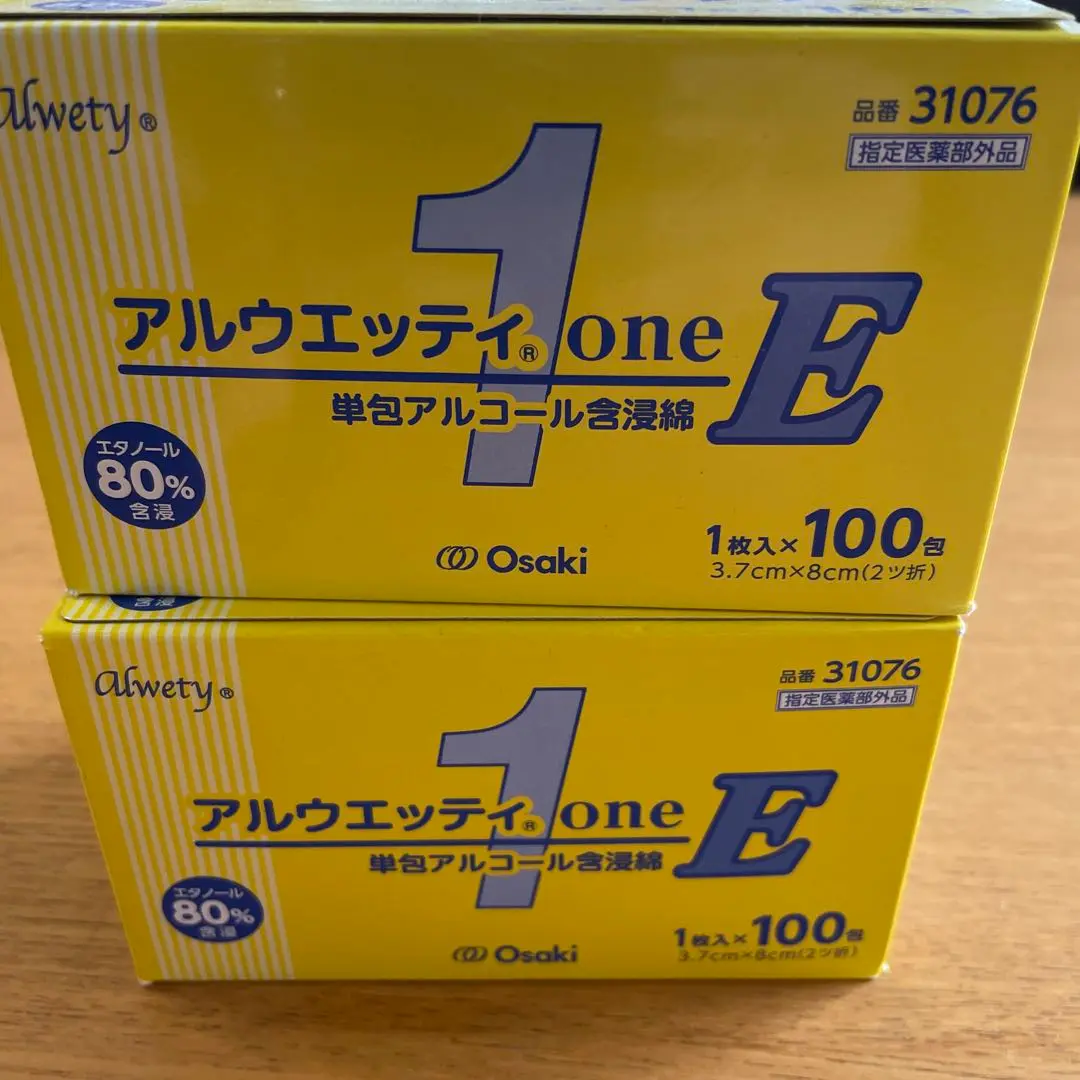 alwety®
品番 31076
指定医薬部外品
1
アルウエッティ® one E
単包アルコール含浸綿
エタノール
80%
含浸
Osaki
1枚入×100包
3.7cm×8cm(2ツ折)
含浸
alwety®
品番 31076
指定医薬部外品
1
アルウエッティ® one E
単包アルコール含浸綿
エタノール
80%
含浸
Osaki
1枚入×100包
3.7cm×8cm(2ツ折)